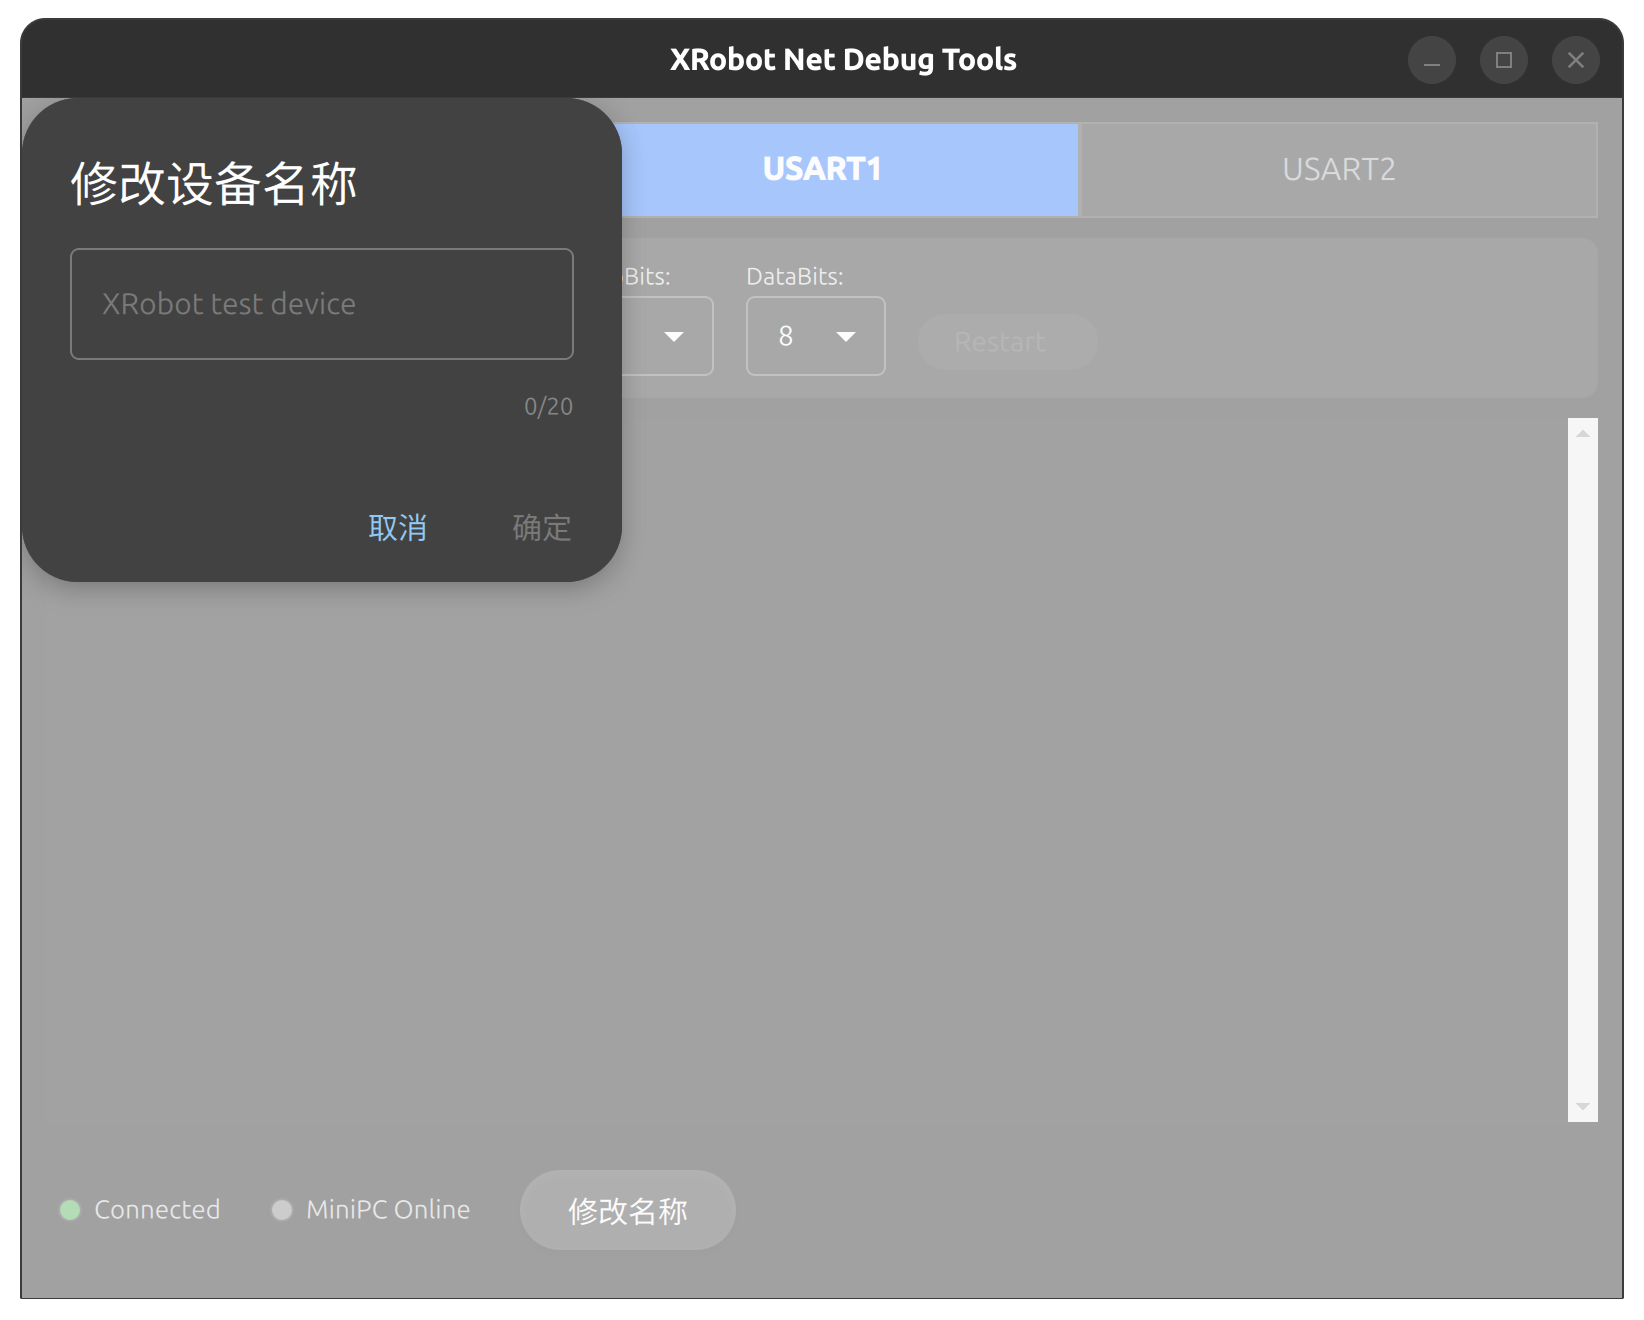 XRobot Net Debug Tools
修改设备名称
XRobot test device
0/20
取消
确定
USART1
USART2
Bits:
DataBits:
8
Restart
Connected
MiniPC Online
修改名称